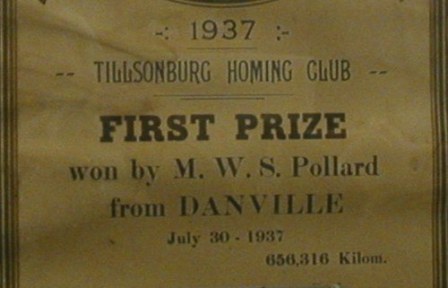 -: 1937 :-
-- TILLSONBURG HOMING CLUB --
FIRST PRIZE
won by M. W. S. Pollard
from DANVILLE
July 30 - 1937
656,316 Kilom.